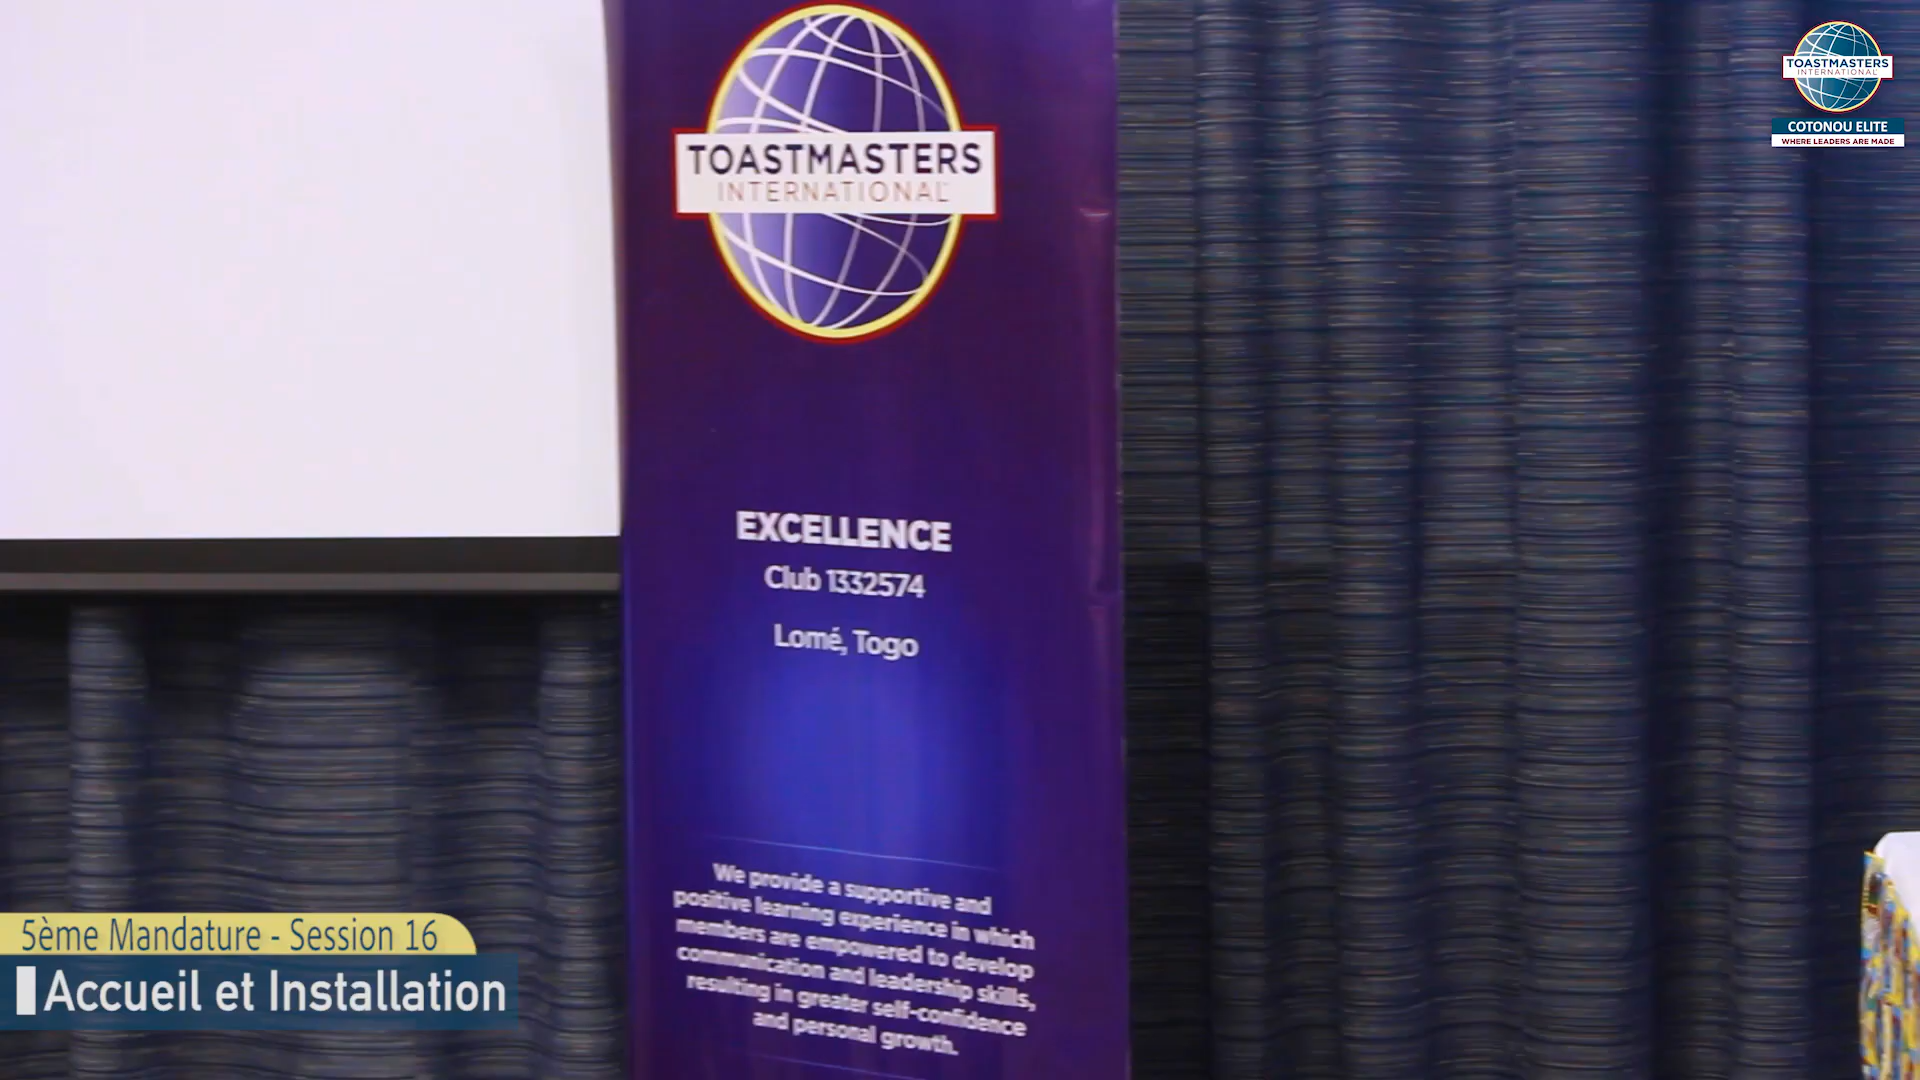 TOASTMASTERS
INTERNATIONAL
EXCELLENCE
Club 1332574
Lomé, Togo
We provide a supportive and
positive learning experience in which
members are empowered to develop
communication and leadership skills,
resulting in greater self-confidence
and personal growth.
TOASTMASTERS
INTERNATIONAL
COTONOU ELITE
WHERE LEADERS ARE MADE
5ème Mandature - Session 16
Accueil et Installation